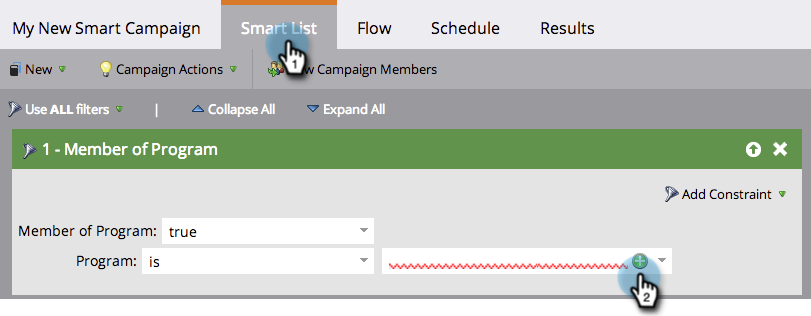 My New Smart Campaign Smart List Flow Schedule Results
1
New Campaign Actions Campaign Members
Use ALL filters | Collapse All Expand All
1 - Member of Program
Add Constraint
Member of Program: true
Program: is
2